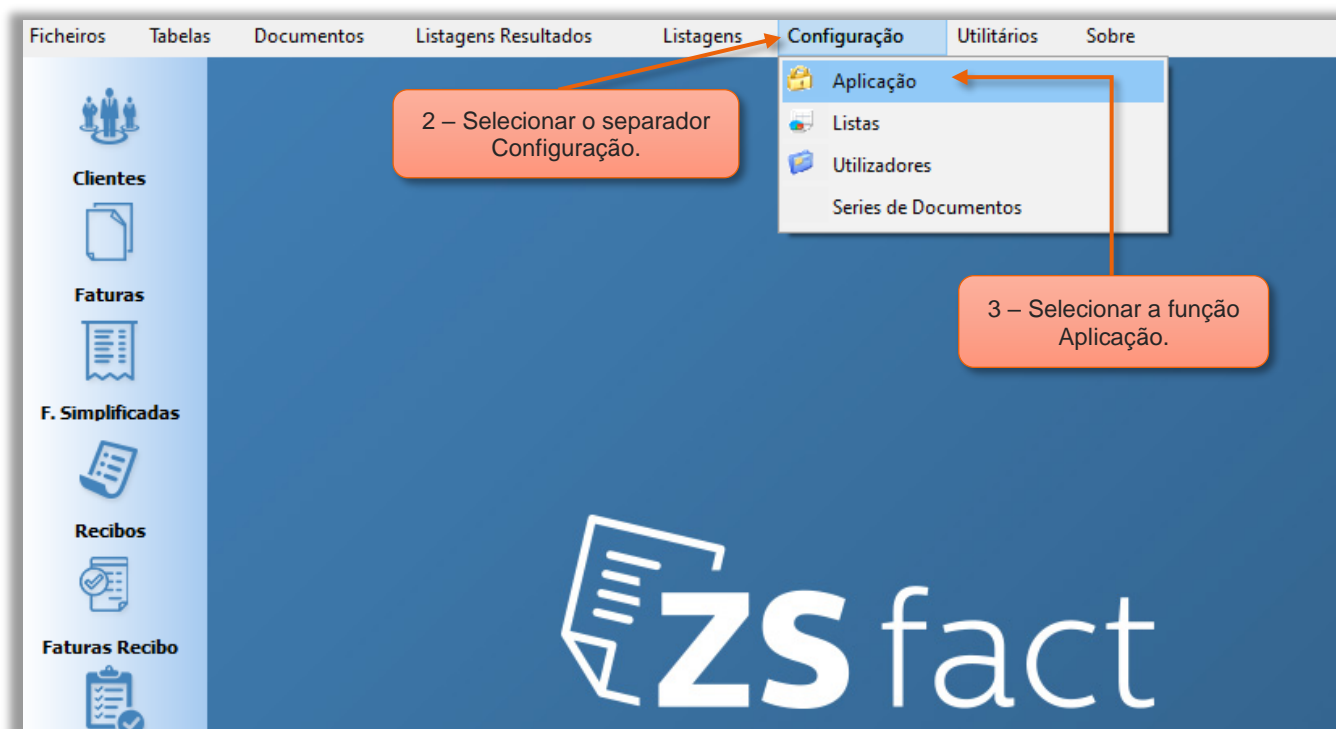 Ficheiros Tabelas Documentos Listagens Resultados Listagens Configuração Utilitários Sobre
Aplicação
Listas
Utilizadores
Series de Documentos
2 – Selecionar o separador
Configuração.
3 – Selecionar a função
Aplicação.
Clientes
Faturas
F. Simplificadas
Recibos
Faturas Recibo
ZS fact